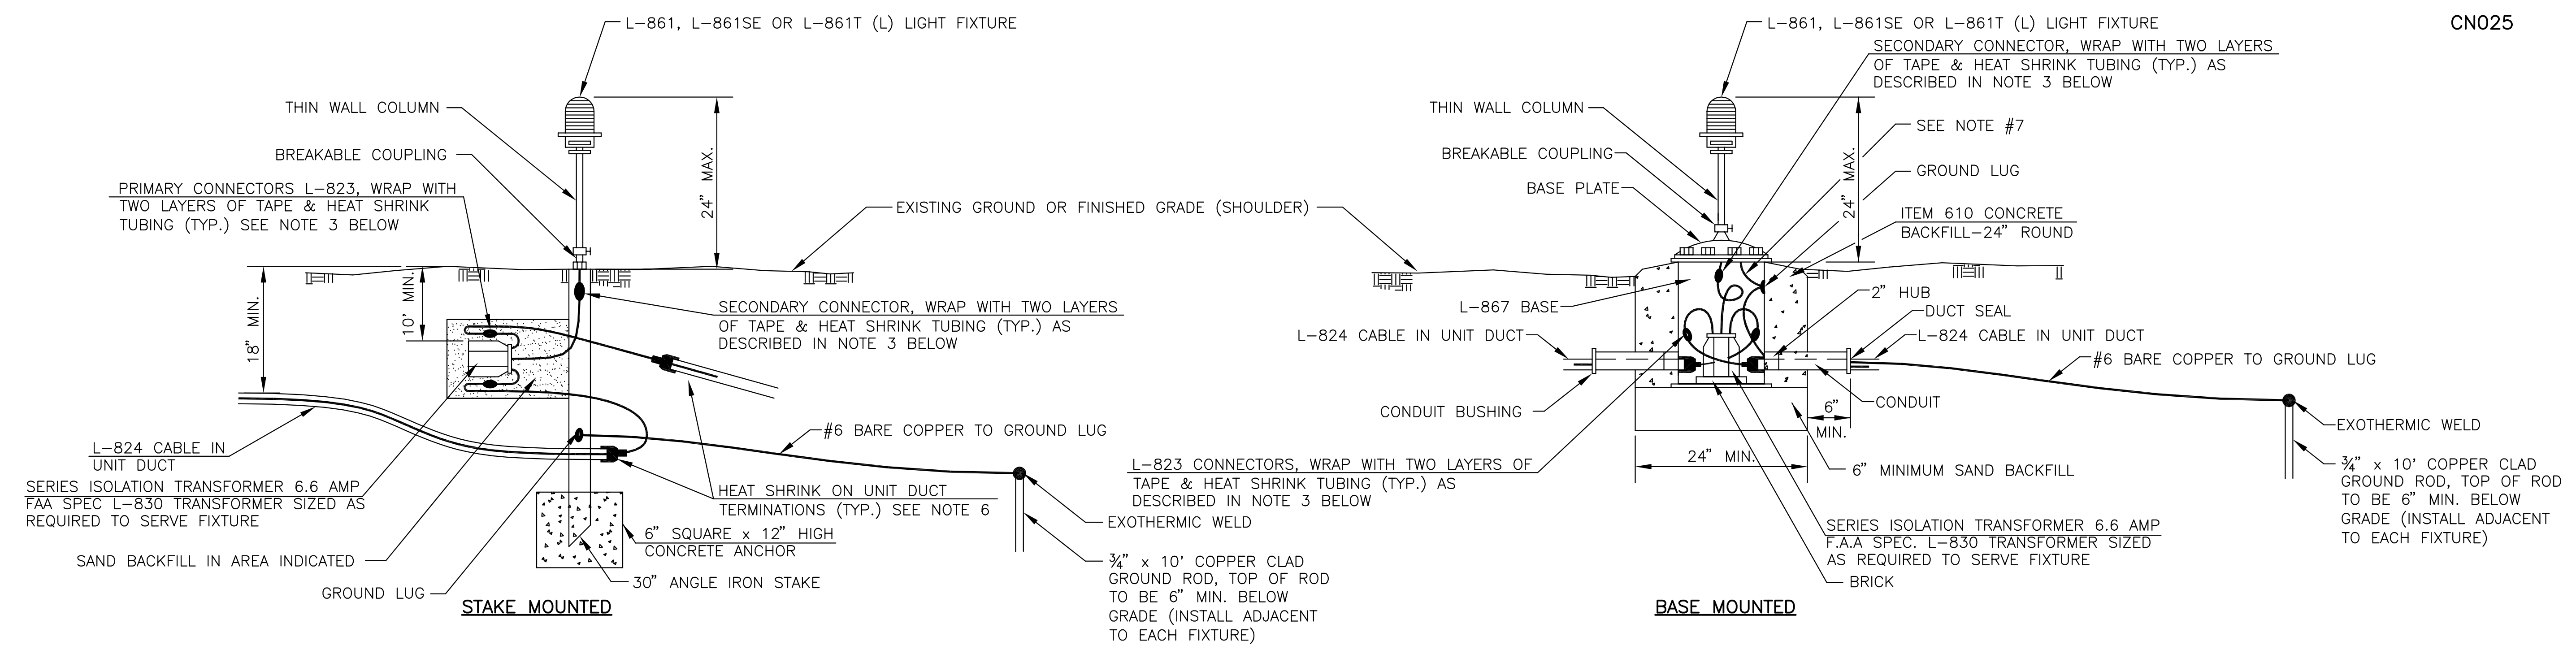 L-861, L-861SE OR L-861T (L) LIGHT FIXTURE
THIN WALL COLUMN
BREAKABLE COUPLING
PRIMARY CONNECTORS L-823, WRAP WITH
TWO LAYERS OF TAPE & HEAT SHRINK
TUBING (TYP.) SEE NOTE 3 BELOW
24" MAX.
EXISTING GROUND OR FINISHED GRADE (SHOULDER)
18" MIN.
10' MIN.
SECONDARY CONNECTOR, WRAP WITH TWO LAYERS
OF TAPE & HEAT SHRINK TUBING (TYP.) AS
DESCRIBED IN NOTE 3 BELOW
#6 BARE COPPER TO GROUND LUG
L-824 CABLE IN
UNIT DUCT
SERIES ISOLATION TRANSFORMER 6.6 AMP
FAA SPEC L-830 TRANSFORMER SIZED AS
REQUIRED TO SERVE FIXTURE
HEAT SHRINK ON UNIT DUCT
TERMINATIONS (TYP.) SEE NOTE 6
EXOTHERMIC WELD
6" SQUARE x 12" HIGH
CONCRETE ANCHOR
SAND BACKFILL IN AREA INDICATED
30" ANGLE IRON STAKE
GROUND LUG
¾" x 10' COPPER CLAD
GROUND ROD, TOP OF ROD
TO BE 6" MIN. BELOW
GRADE (INSTALL ADJACENT
TO EACH FIXTURE)
STAKE MOUNTED
CN025
L-861, L-861SE OR L-861T (L) LIGHT FIXTURE
SECONDARY CONNECTOR, WRAP WITH TWO LAYERS
OF TAPE & HEAT SHRINK TUBING (TYP.) AS
DESCRIBED IN NOTE 3 BELOW
THIN WALL COLUMN
SEE NOTE #7
BREAKABLE COUPLING
24" MAX.
GROUND LUG
BASE PLATE
ITEM 610 CONCRETE
BACKFILL-24" ROUND
L-867 BASE
2" HUB
DUCT SEAL
L-824 CABLE IN UNIT DUCT
L-824 CABLE IN UNIT DUCT
#6 BARE COPPER TO GROUND LUG
CONDUIT BUSHING
CONDUIT
6"
MIN.
EXOTHERMIC WELD
24" MIN.
L-823 CONNECTORS, WRAP WITH TWO LAYERS OF
TAPE & HEAT SHRINK TUBING (TYP.) AS
DESCRIBED IN NOTE 3 BELOW
6" MINIMUM SAND BACKFILL
¾" x 10' COPPER CLAD
GROUND ROD, TOP OF ROD
TO BE 6" MIN. BELOW
GRADE (INSTALL ADJACENT
TO EACH FIXTURE)
SERIES ISOLATION TRANSFORMER 6.6 AMP
F.A.A SPEC. L-830 TRANSFORMER SIZED
AS REQUIRED TO SERVE FIXTURE
BRICK
BASE MOUNTED